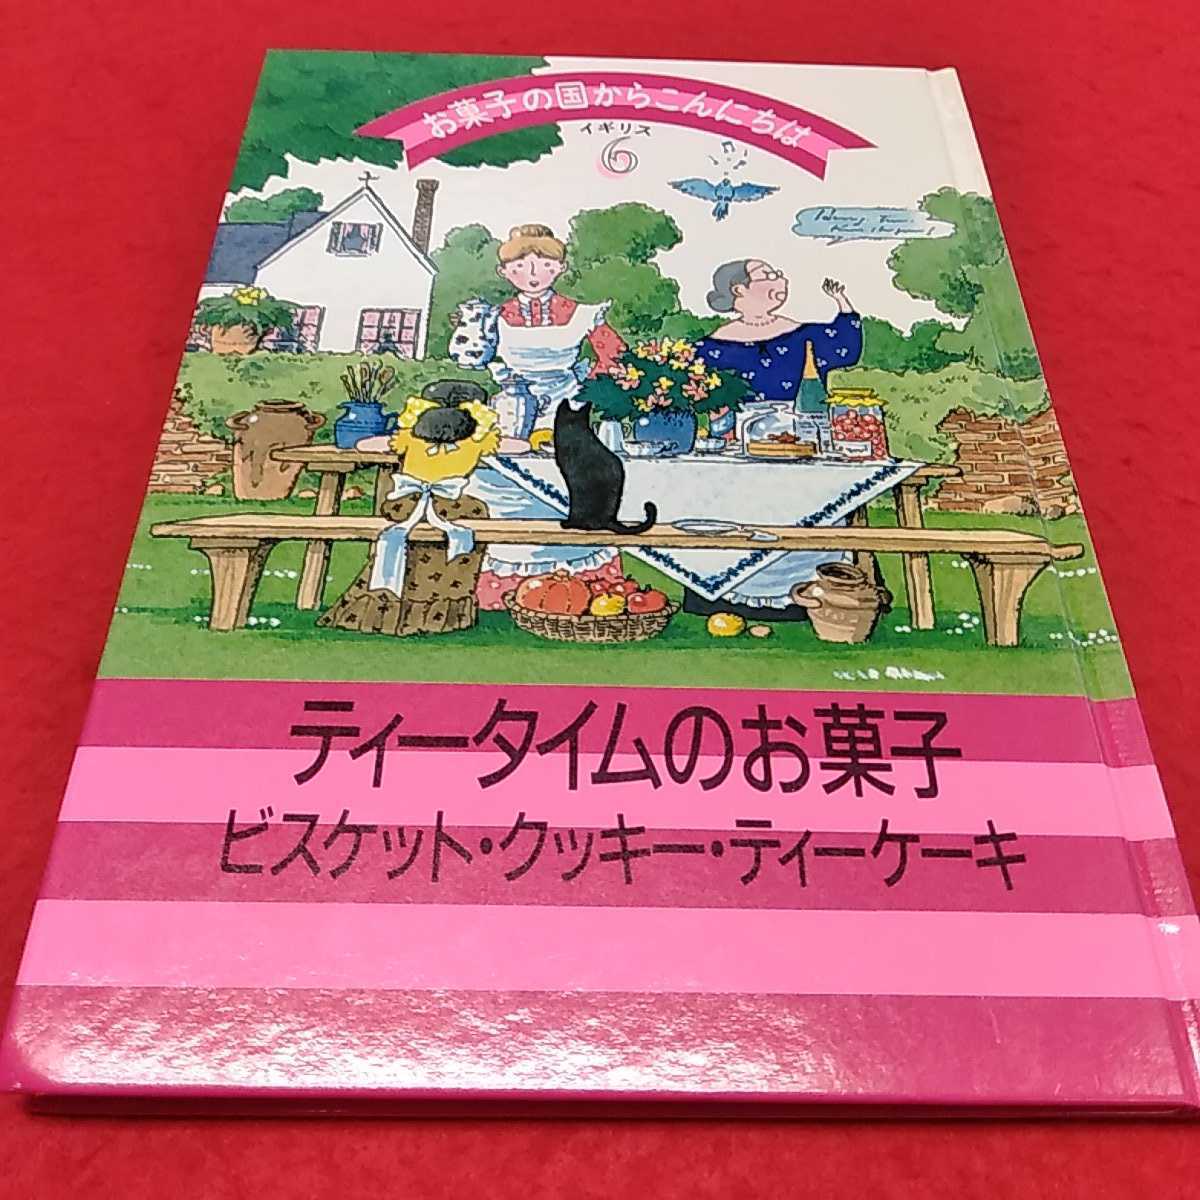 お菓子の国からこんにちは
イギリス
6
ティータイムのお菓子
ビスケット・クッキー・ティーケーキ